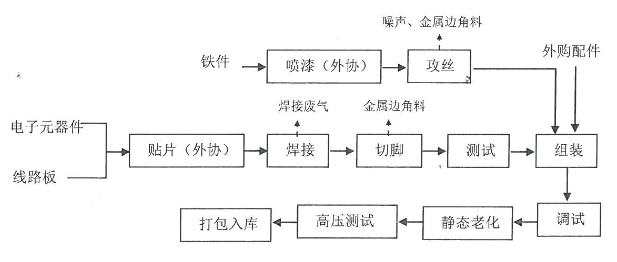 噪声、金属边角料
外购配件
铁件
喷漆（外协）
攻丝
焊接废气
金属边角料
电子元器件
贴片（外协）
焊接
切脚
测试
组装
线路板
打包入库
高压测试
静态老化
调试